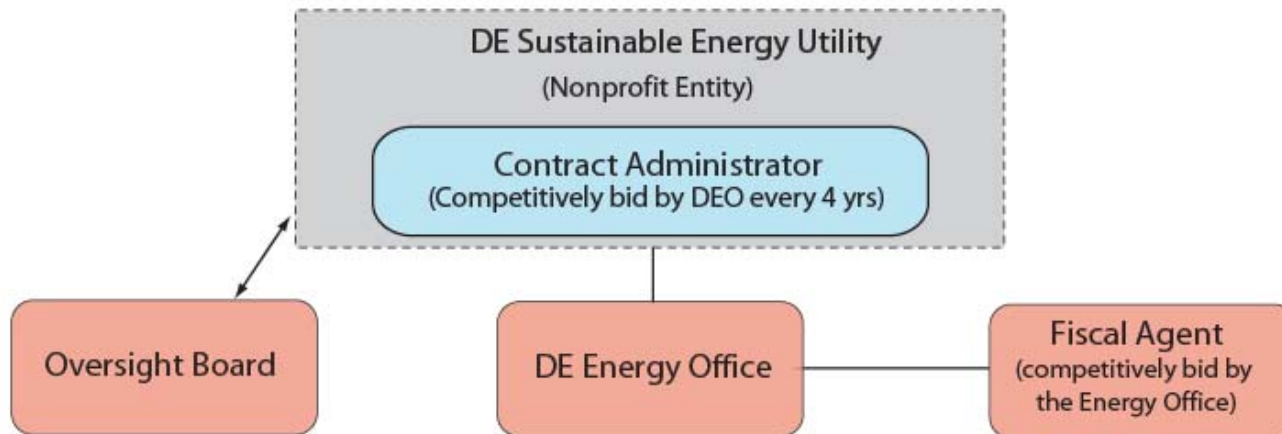 DE Sustainable Energy Utility
(Nonprofit Entity)
Contract Administrator
(Competitively bid by DEO every 4 yrs)
Oversight Board
DE Energy Office
Fiscal Agent
(competitively bid by
the Energy Office)